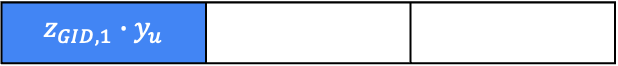 z_{GID,1} · y_u